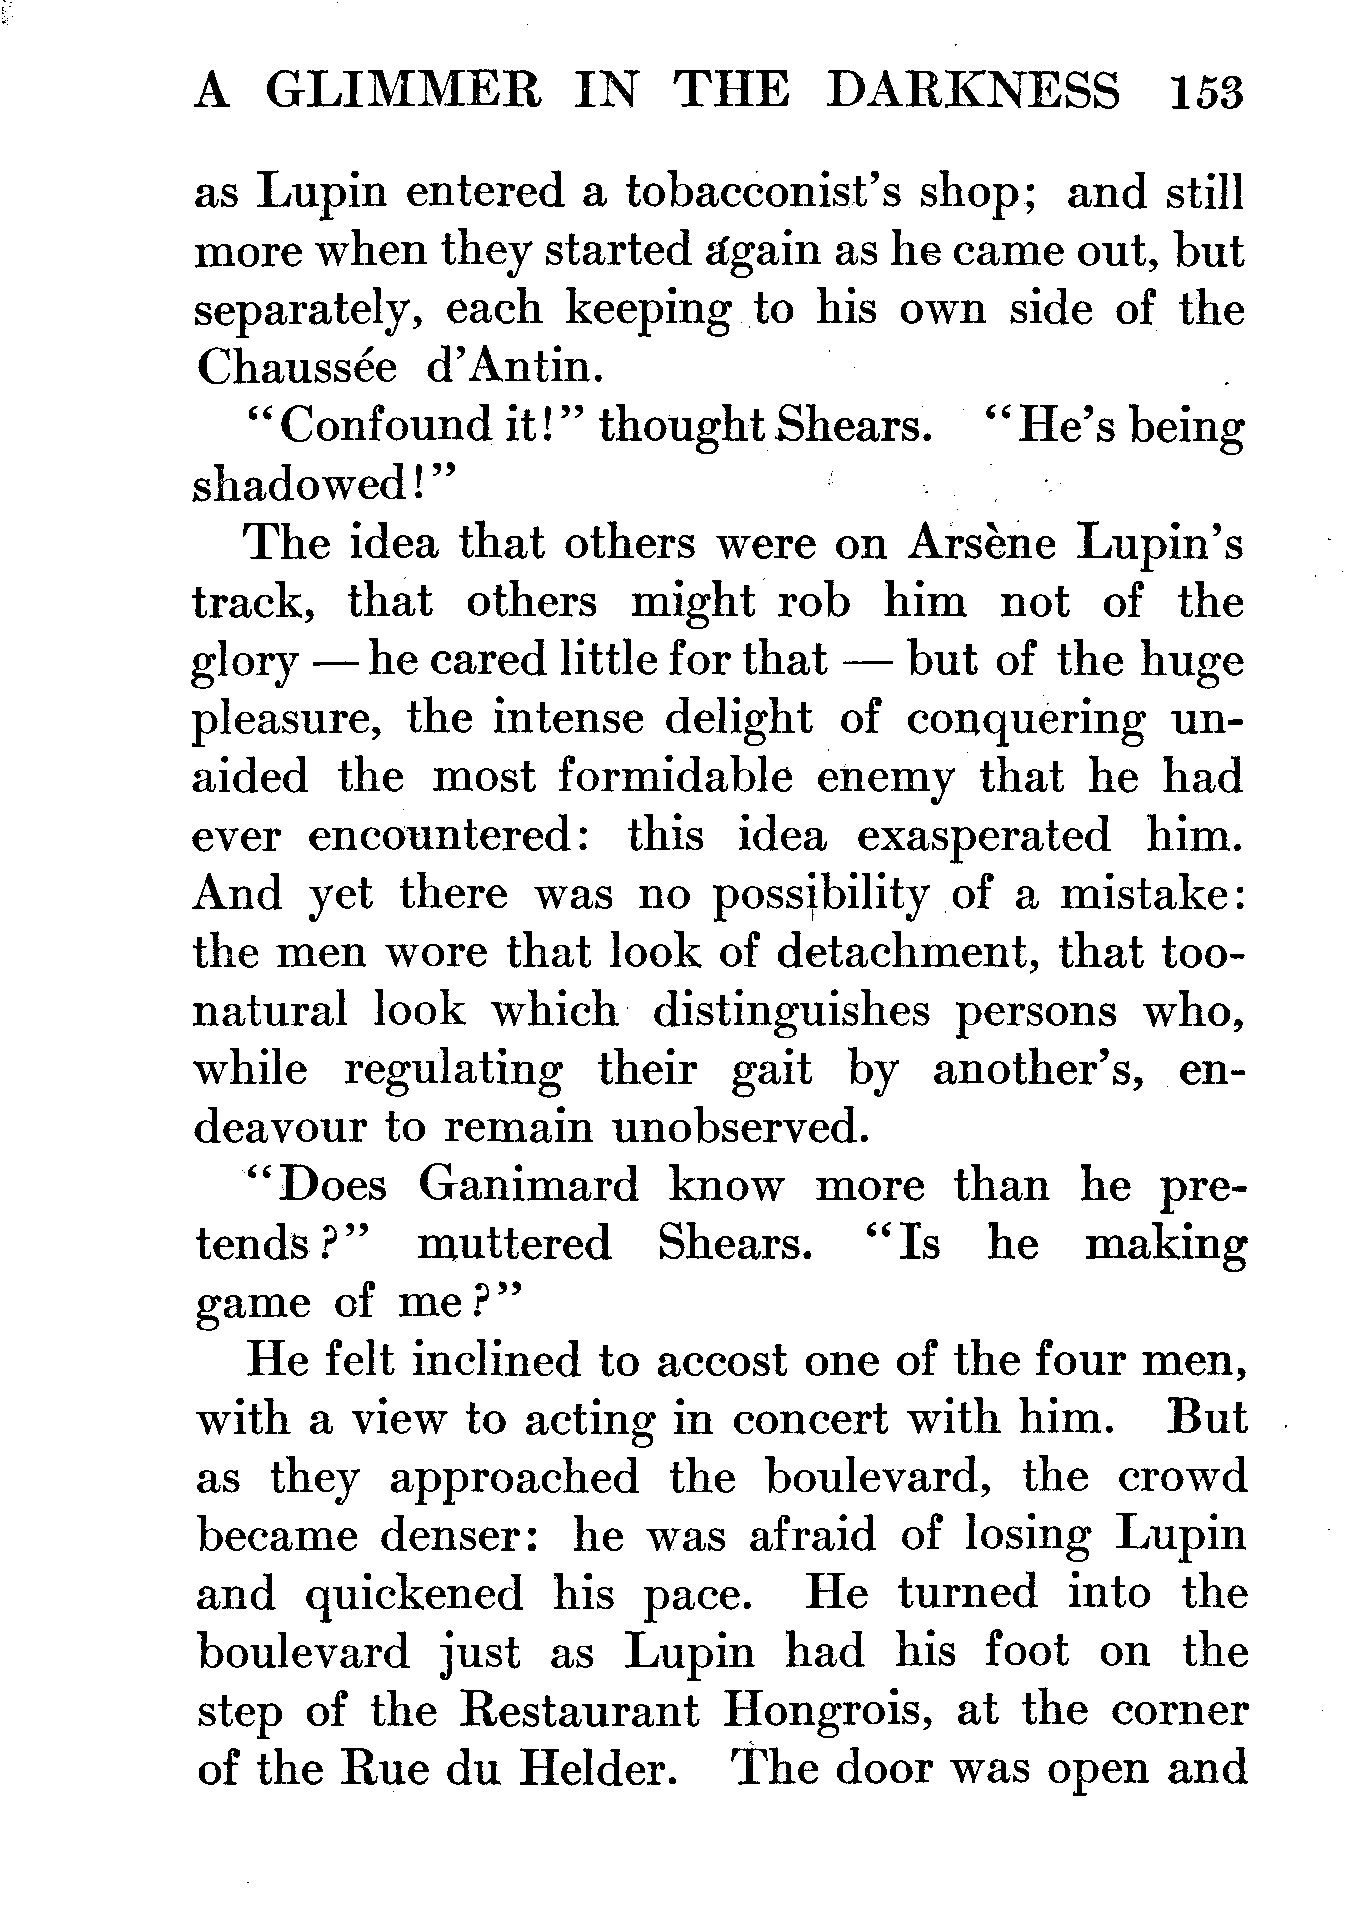 A GLIMMER IN THE DARKNESS 153
as Lupin entered a tobacconist's shop; and still
more when they started again as he came out, but
separately, each keeping to his own side of the
Chaussée d'Antin.
"Confound it!" thought Shears. "He's being
shadowed!"
The idea that others were on Arsène Lupin's
track, that others might rob him not of the
glory — he cared little for that — but of the huge
pleasure, the intense delight of conquering un-
aided the most formidable enemy that he had
ever encountered: this idea exasperated him.
And yet there was no possibility of a mistake:
the men wore that look of detachment, that too-
natural look which distinguishes persons who,
while regulating their gait by another's, en-
deavour to remain unobserved.
"Does Ganimard know more than he pre-
tends?" muttered Shears. "Is he making
game of me?"
He felt inclined to accost one of the four men,
with a view to acting in concert with him. But
as they approached the boulevard, the crowd
became denser: he was afraid of losing Lupin
and quickened his pace. He turned into the
boulevard just as Lupin had his foot on the
step of the Restaurant Hongrois, at the corner
of the Rue du Helder. The door was open and